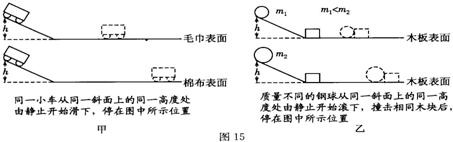 h
毛巾表面
h
棉布表面
同一小车从同一斜面上的同一高度处
由静止开始滑下，停在图中所示位置
甲
m₁
m₁<m₂
h
木板表面
m₂
h
木板表面
质量不同的钢球从同一斜面上的同一高
度处由静止开始滚下，撞击相同木块后，
停在图中所示位置
乙
图 15